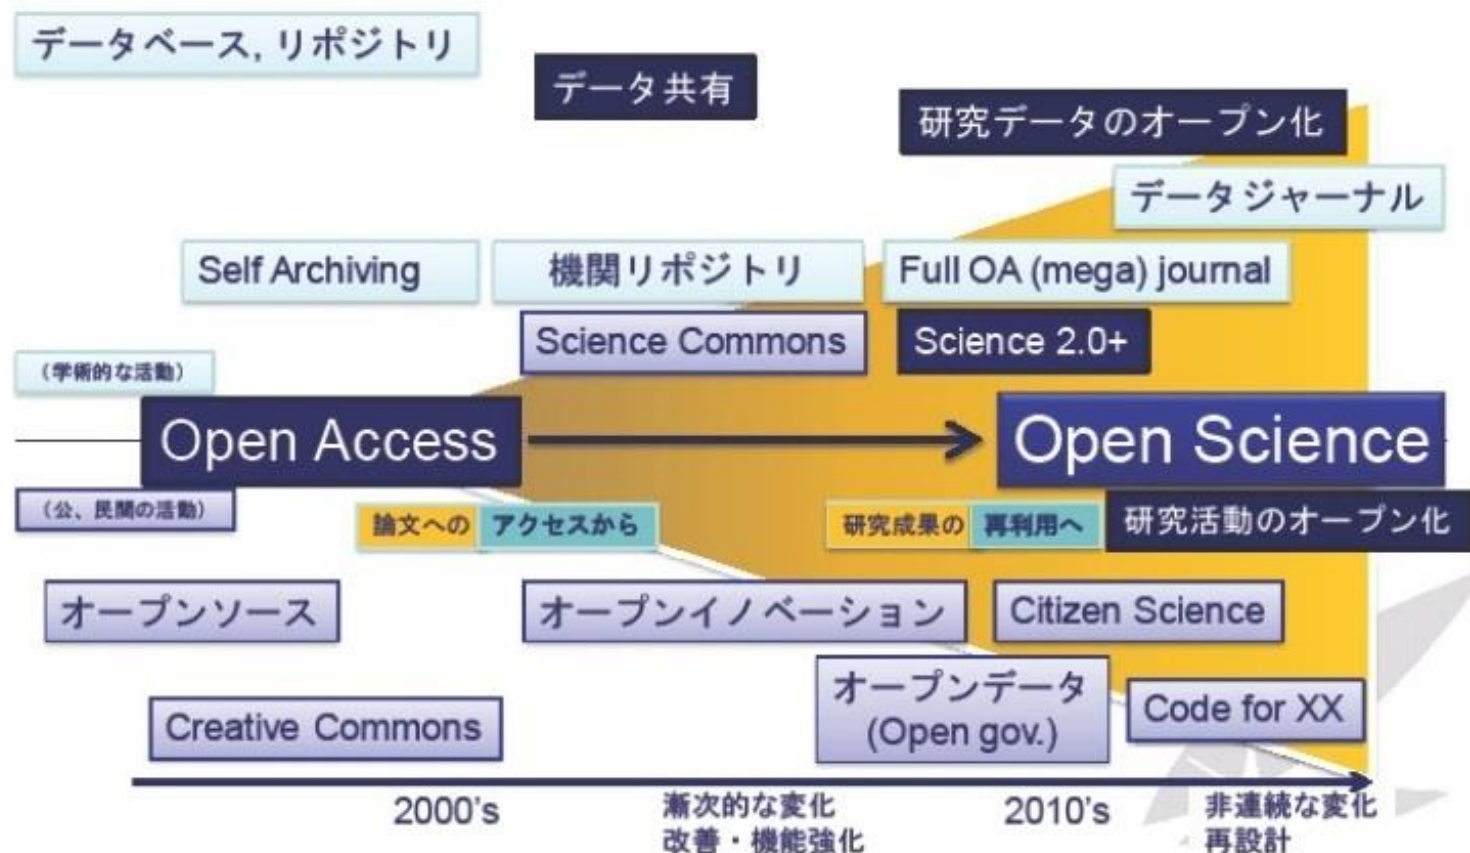 データベース, リポジトリ
データ共有
研究データのオープン化
データジャーナル
Self Archiving
機関リポジトリ
Full OA (mega) journal
Science Commons
Science 2.0+
（学術的な活動）
Open Access
Open Science
（公、民間の活動）
論文への
アクセスから
研究成果の
再利用へ
研究活動のオープン化
オープンソース
オープンイノベーション
Citizen Science
オープンデータ
(Open gov.)
Code for XX
Creative Commons
2000's
漸次的な変化
改善・機能強化
2010's
非連続な変化
再設計